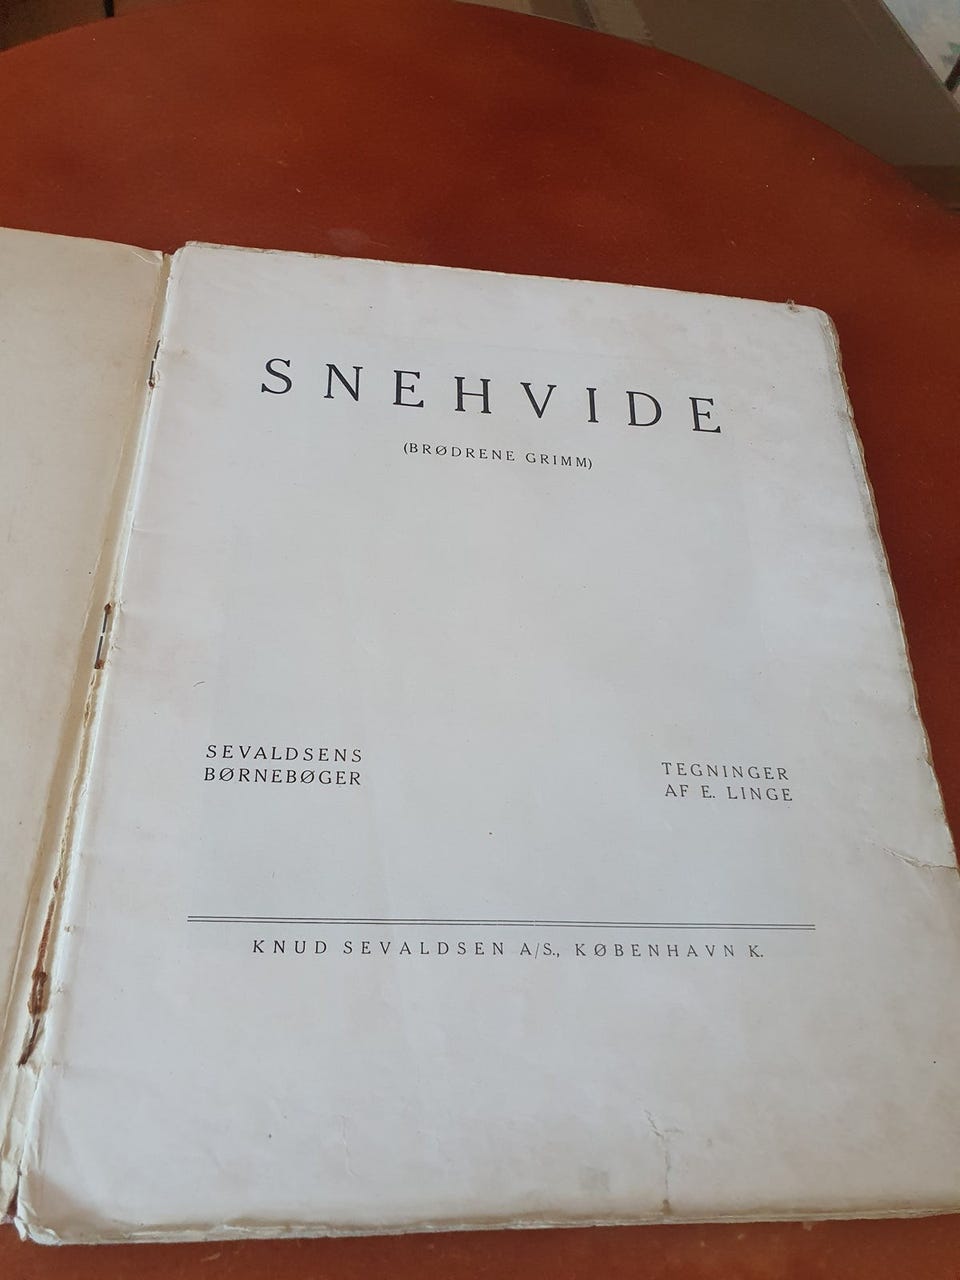 SNEHVIDE
(BRØDRENE GRIMM)
SEVALDSENS
BØRNEBØGER
TEGNINGER
AF E. LINGE
KNUD SEVALDSEN A/S., KØBENHAVN K.